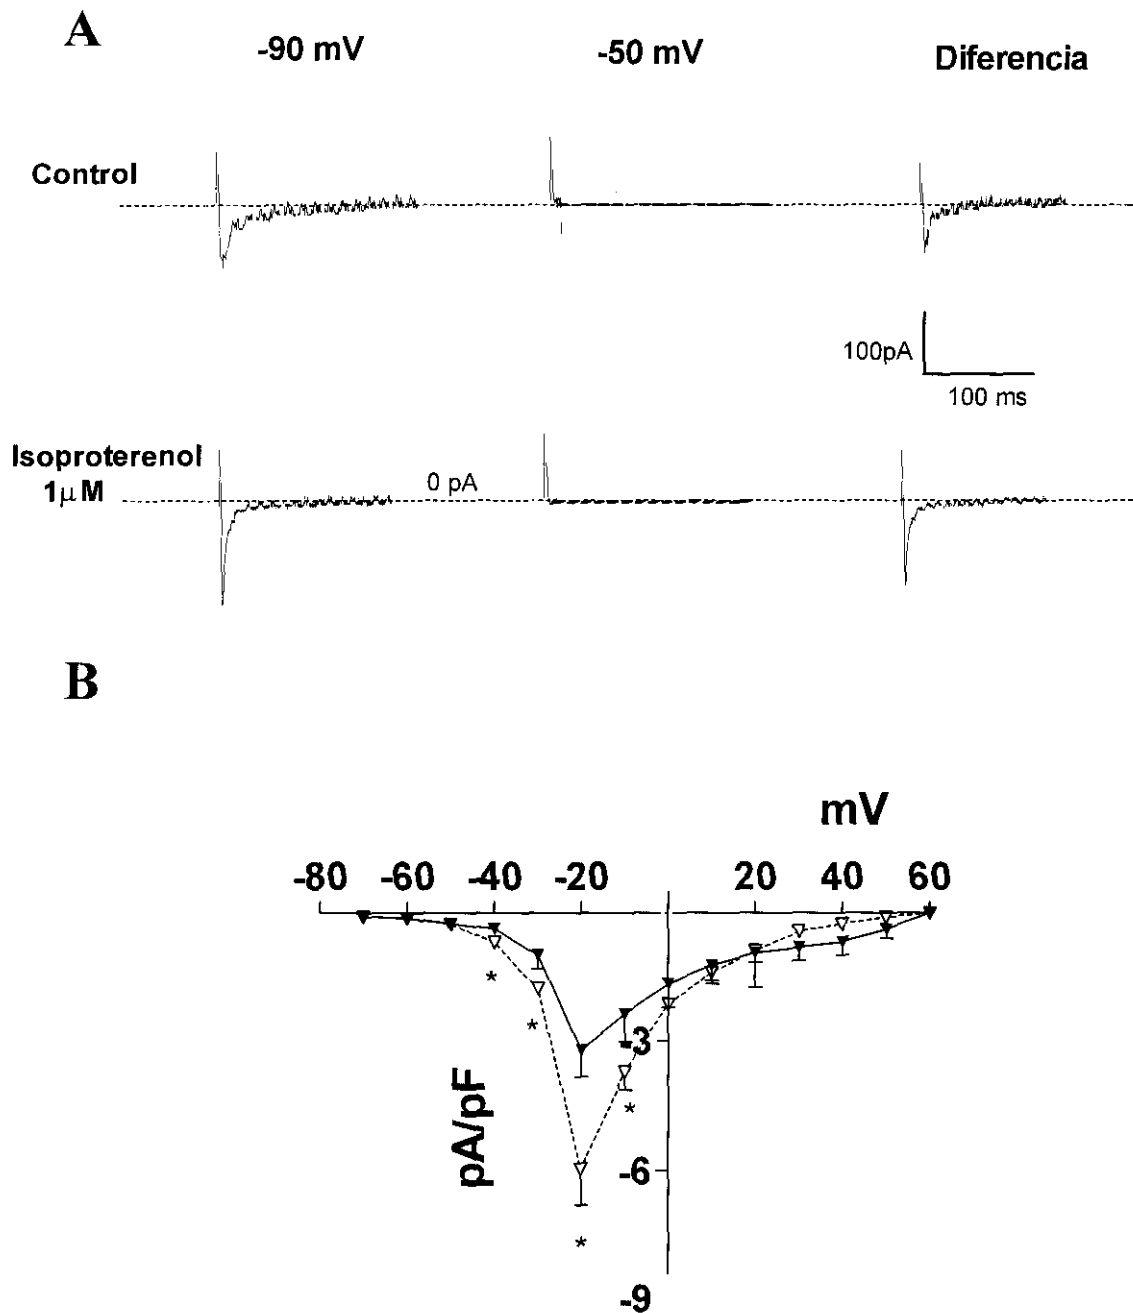 A
-90 mV
-50 mV
Diferencia
Control
100pA
100 ms
Isoproterenol
1µM
0 pA
B
mV
-80 -60 -40 -20 20 40 60
*
*
-3
*
pA/pF
-6
*
-9